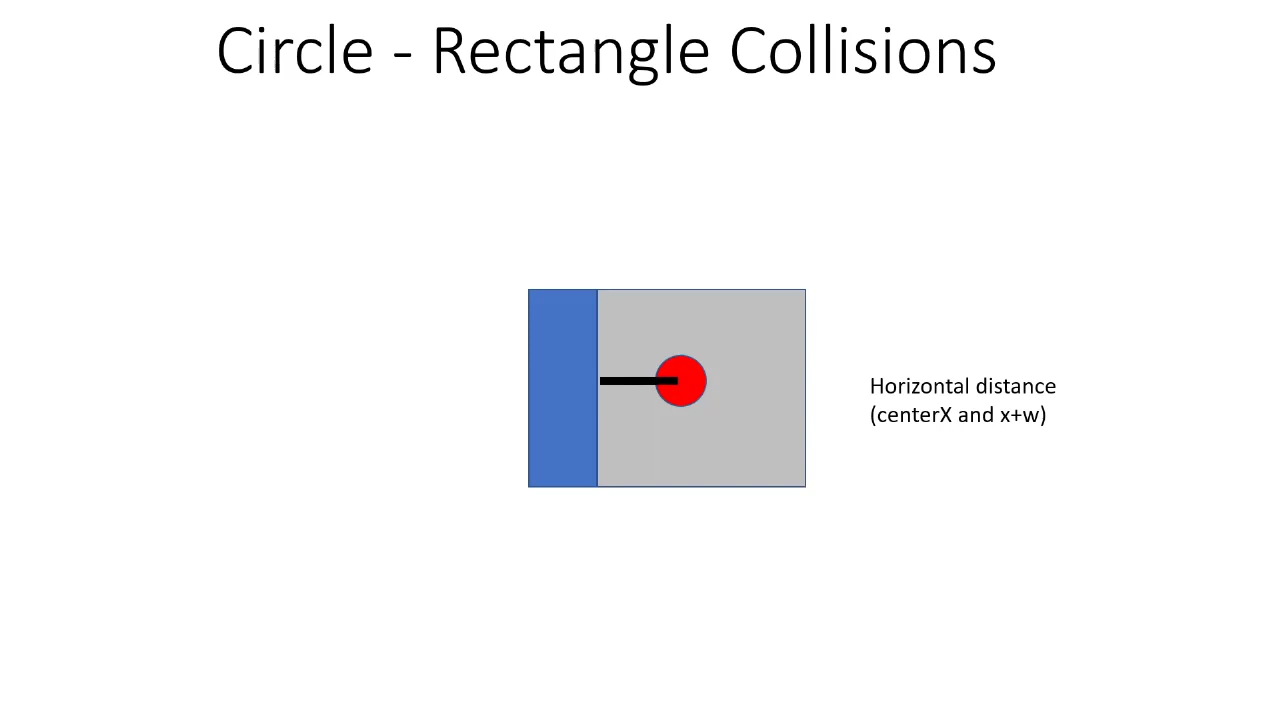 Circle - Rectangle Collisions
Horizontal distance
(centerX and x+w)